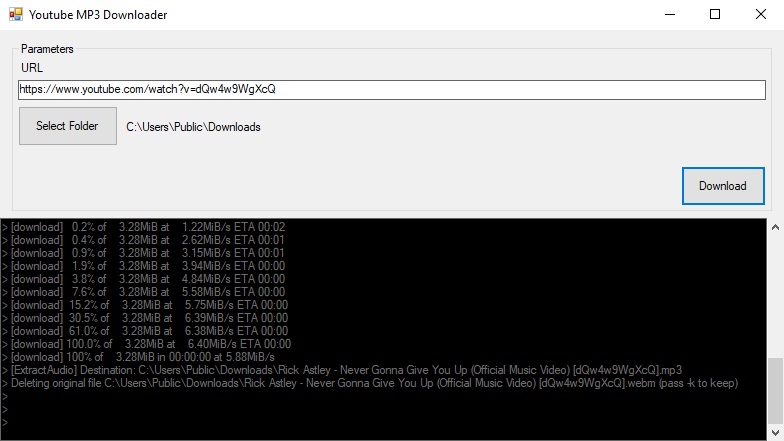 Youtube MP3 Downloader
Parameters
URL
https://www.youtube.com/watch?v=dQw4w9WgXcQ
Select Folder C:\Users\Public\Downloads
Download
> [download] 0.2% of 3.28MiB at 1.22MiB/s ETA 00:02
> [download] 0.4% of 3.28MiB at 2.62MiB/s ETA 00:01
> [download] 0.9% of 3.28MiB at 3.15MiB/s ETA 00:01
> [download] 1.9% of 3.28MiB at 3.94MiB/s ETA 00:00
> [download] 3.8% of 3.28MiB at 4.84MiB/s ETA 00:00
> [download] 7.6% of 3.28MiB at 5.58MiB/s ETA 00:00
> [download] 15.2% of 3.28MiB at 5.75MiB/s ETA 00:00
> [download] 30.5% of 3.28MiB at 6.39MiB/s ETA 00:00
> [download] 61.0% of 3.28MiB at 6.38MiB/s ETA 00:00
> [download] 100.0% of 3.28MiB at 6.40MiB/s ETA 00:00
> [download] 100% of 3.28MiB in 00:00:00 at 5.88MiB/s
> [ExtractAudio] Destination: C:\Users\Public\Downloads\Rick Astley - Never Gonna Give You Up (Official Music Video) [dQw4w9WgXcQ].mp3
> Deleting original file C:\Users\Public\Downloads\Rick Astley - Never Gonna Give You Up (Official Music Video) [dQw4w9WgXcQ].webm (pass -k to keep)
>
>
>